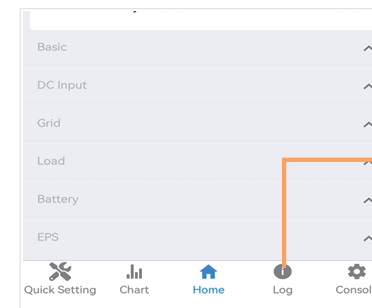 Basic
DC Input
Grid
Load
Battery
EPS
Quick Setting Chart Home Log Consol